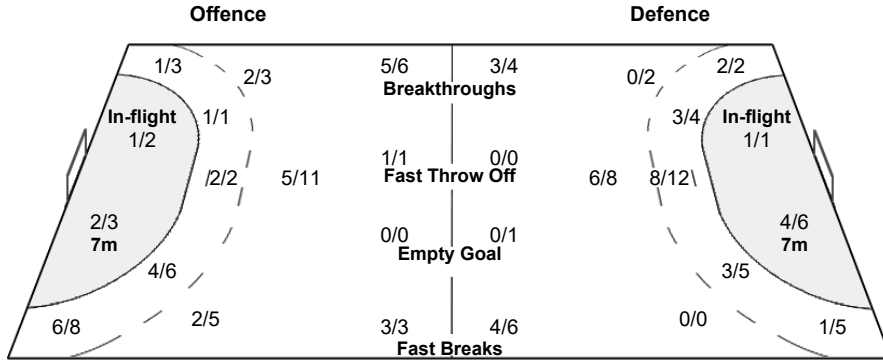 Offence Defence
1/3 2/3 5/6 3/4 0/2 2/2
Breakthroughs
In-flight 1/1 3/4 In-flight
1/2 1/1
1/1 0/0
Fast Throw Off
2/2 5/11 6/8 8/12
2/3 0/0 0/1 4/6
7m Empty Goal 7m
4/6 3/5
6/8 2/5 3/3 4/6 0/0 1/5
Fast Breaks